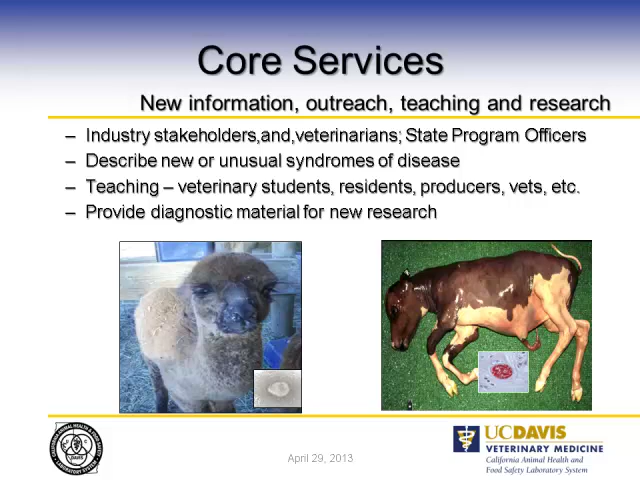 Core Services
New information, outreach, teaching and research
– Industry stakeholders,and,veterinarians; State Program Officers
– Describe new or unusual syndromes of disease
– Teaching – veterinary students, residents, producers, vets, etc.
– Provide diagnostic material for new research
April 29, 2013
UCDAVIS
VETERINARY MEDICINE
California Animal Health and
Food Safety Laboratory System